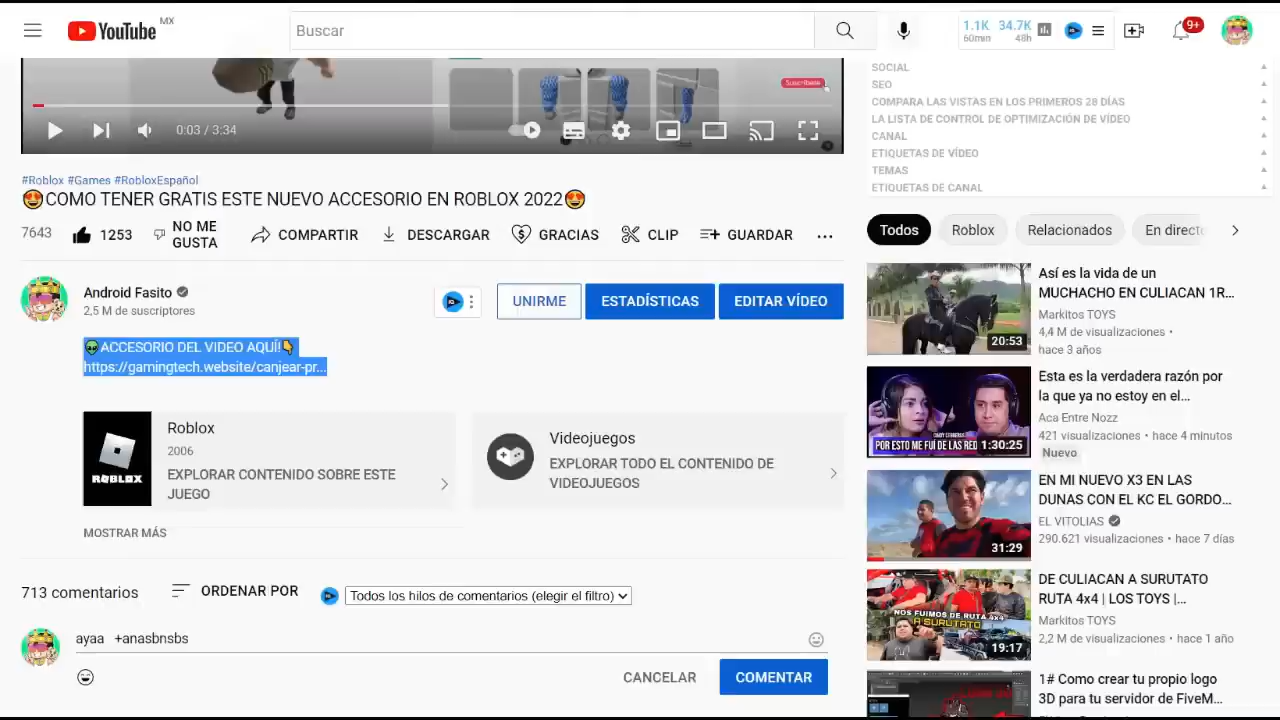 YouTube MX
Buscar
1.1K 34.7K
60min 48h
9+
Suscribete
0:03 / 3:34
#Roblox #Games #RobloxEspañol
😍COMO TENER GRATIS ESTE NUEVO ACCESORIO EN ROBLOX 2022😍
7643
1253
NO ME GUSTA
COMPARTIR
DESCARGAR
GRACIAS
CLIP
GUARDAR
Android Fasito
2,5 M de suscriptores
UNIRME
ESTADÍSTICAS
EDITAR VÍDEO
👽ACCESORIO DEL VIDEO AQUÍ!👇
https://gamingtech.website/canjear-pr...
ROBLOX
Roblox
2006
EXPLORAR CONTENIDO SOBRE ESTE
JUEGO
Videojuegos
EXPLORAR TODO EL CONTENIDO DE
VIDEOJUEGOS
MOSTRAR MÁS
713 comentarios
ORDENAR POR
Todos los hilos de comentarios (elegir el filtro)
ayaa +anasbnsbs
CANCELAR
COMENTAR
SOCIAL
SEO
COMPARA LAS VISTAS EN LOS PRIMEROS 28 DÍAS
LA LISTA DE CONTROL DE OPTIMIZACIÓN DE VÍDEO
CANAL
ETIQUETAS DE VÍDEO
TEMAS
ETIQUETAS DE CANAL
Todos
Roblox
Relacionados
En directo
20:53
Así es la vida de un
MUCHACHO EN CULIACAN 1R...
Markitos TOYS
4,4 M de visualizaciones •
hace 3 años
POR ESTO ME FUÍ DE LAS RED
1:30:25
Esta es la verdadera razón por
la que ya no estoy en el...
Aca Entre Nozz
421 visualizaciones • hace 4 minutos
Nuevo
31:29
EN MI NUEVO X3 EN LAS
DUNAS CON EL KC EL GORDO...
EL VITOLIAS
290.621 visualizaciones • hace 7 días
NOS FUIMOS DE RUTA 4X4
A SURUTATO
19:17
DE CULIACAN A SURUTATO
RUTA 4x4 | LOS TOYS |...
Markitos TOYS
2,2 M de visualizaciones • hace 1 año
1# Como crear tu propio logo
3D para tu servidor de FiveM...